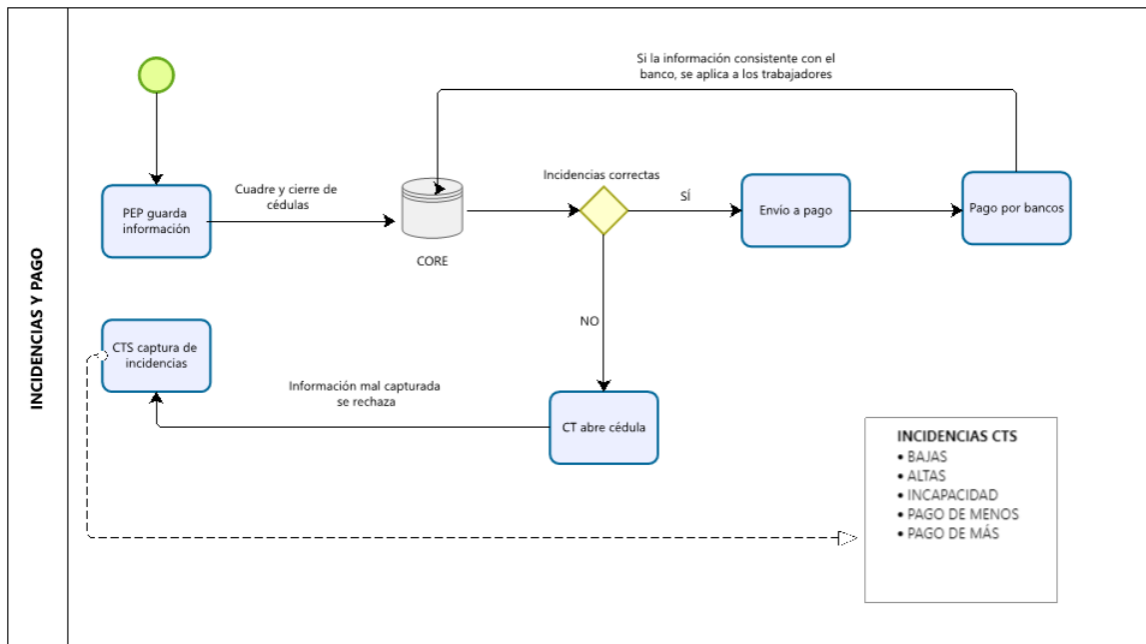 INCIDENCIAS Y PAGO
Si la información consistente con el
banco, se aplica a los trabajadores
PEP guarda
información
Cuadre y cierre de
cédulas
CORE
Incidencias correctas
SÍ
Envío a pago
Pago por bancos
NO
CTS captura de
incidencias
Información mal capturada
se rechaza
CT abre cédula
INCIDENCIAS CTS
• BAJAS
• ALTAS
• INCAPACIDAD
• PAGO DE MENOS
• PAGO DE MÁS